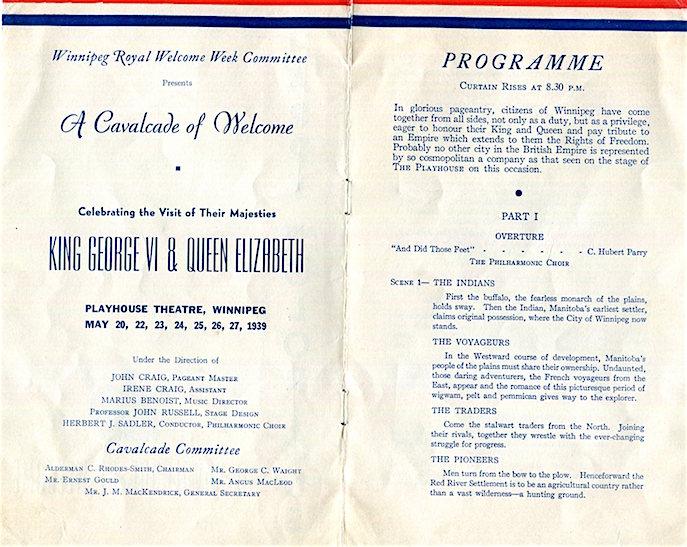 Winnipeg Royal Welcome Week Committee
Presents
A Cavalcade of Welcome
Celebrating the Visit of Their Majesties
KING GEORGE VI & QUEEN ELIZABETH
PLAYHOUSE THEATRE, WINNIPEG
MAY 20, 22, 23, 24, 25, 26, 27, 1939
Under the Direction of
JOHN CRAIG, PAGEANT MASTER
IRENE CRAIG, ASSISTANT
MARIUS BENOIST, MUSIC DIRECTOR
PROFESSOR JOHN RUSSELL, STAGE DESIGN
HERBERT J. SADLER, CONDUCTOR, PHILHARMONIC CHOIR
Cavalcade Committee
ALDERMAN C. RHODES-SMITH, CHAIRMAN MR. GEORGE C. WAIGHT
MR. ERNEST GOULD MR. ANGUS MACLEOD
MR. J. M. MACKENDRICK, GENERAL SECRETARY
PROGRAMME
CURTAIN RISES AT 8.30 P.M.
In glorious pageantry, citizens of Winnipeg have come
together from all sides, not only as a duty, but as a privilege,
eager to honour their King and Queen and pay tribute to
an Empire which extends to them the Rights of Freedom.
Probably no other city in the British Empire is represented
by so cosmopolitan a company as that seen on the stage of
THE PLAYHOUSE on this occasion.
PART I
OVERTURE
"And Did Those Feet" - - - - - - C. Hubert Parry
THE PHILHARMONIC CHOIR
SCENE 1— THE INDIANS
First the buffalo, the fearless monarch of the plains,
holds sway. Then the Indian, Manitoba's earliest settler,
claims original possession, where the City of Winnipeg now
stands.
THE VOYAGEURS
In the Westward course of development, Manitoba's
people of the plains must share their ownership. Undaunted,
those daring adventurers, the French voyageurs from the
East, appear and the romance of this picturesque period of
wigwam, pelt and pemmican gives way to the explorer.
THE TRADERS
Come the stalwart traders from the North. Joining
their rivals, together they wrestle with the ever-changing
struggle for progress.
THE PIONEERS
Men turn from the bow to the plow. Henceforward the
Red River Settlement is to be an agricultural country rather
than a vast wilderness—a hunting ground.